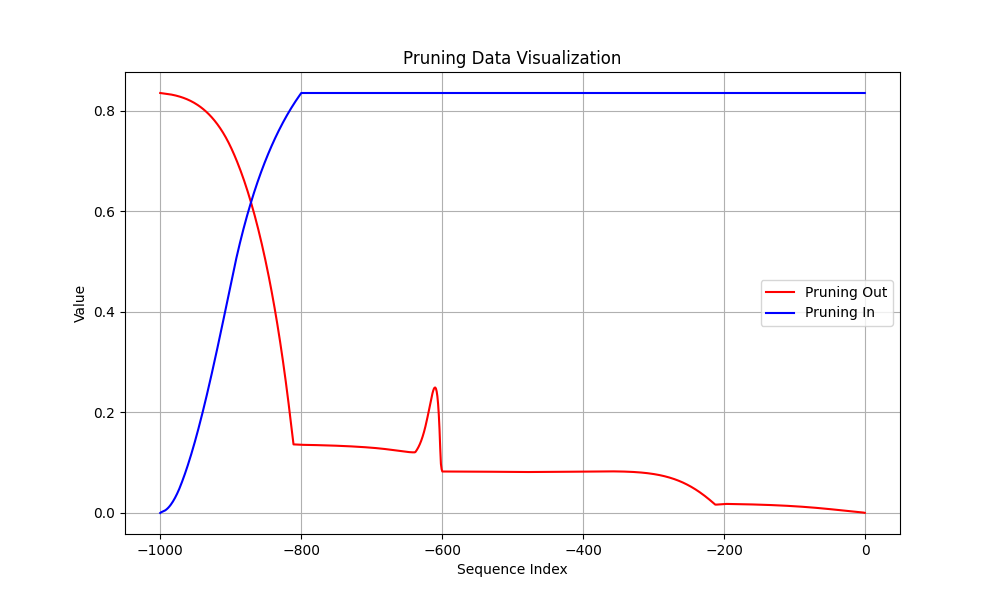 Pruning Data Visualization
Value
0.8
0.6
0.4
0.2
0.0
Pruning Out
Pruning In
−1000
−800
−600
−400
−200
0
Sequence Index